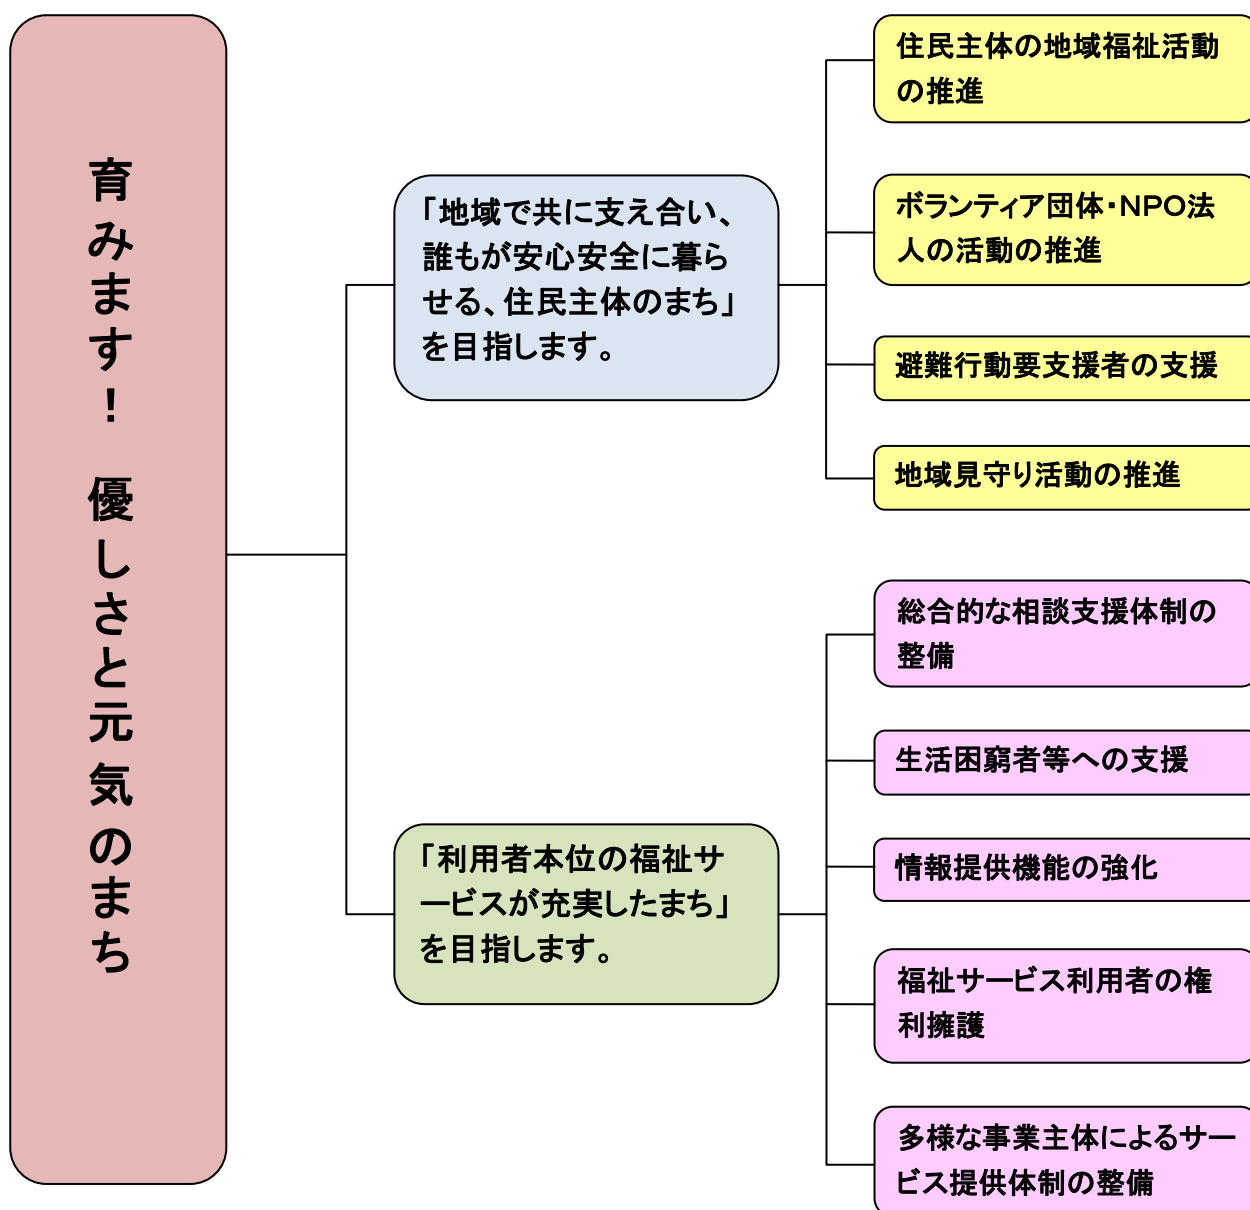 育みます！　優しさと元気のまち
「地域で共に支え合い、
誰もが安心安全に暮ら
せる、住民主体のまち」
を目指します。
住民主体の地域福祉活動
の推進
ボランティア団体・NPO法
人の活動の推進
避難行動要支援者の支援
地域見守り活動の推進
「利用者本位の福祉サ
ービスが充実したまち」
を目指します。
総合的な相談支援体制の
整備
生活困窮者等への支援
情報提供機能の強化
福祉サービス利用者の権
利擁護
多様な事業主体によるサー
ビス提供体制の整備